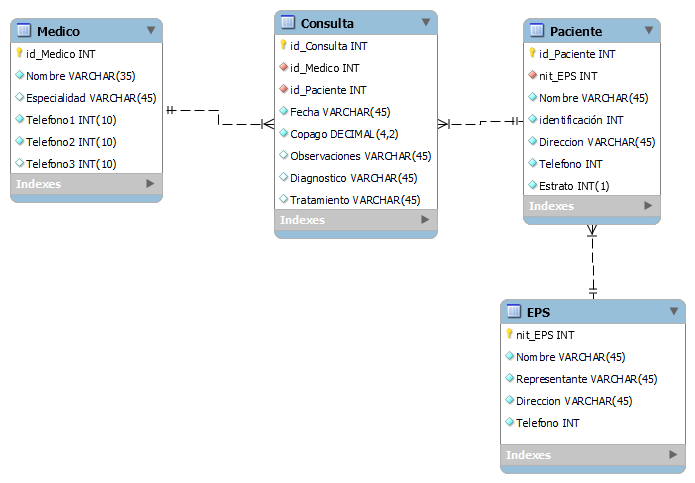 Medico
id_Medico INT
Nombre VARCHAR(35)
Especialidad VARCHAR(45)
Telefono1 INT(10)
Telefono2 INT(10)
Telefono3 INT(10)
Indexes
Consulta
id_Consulta INT
id_Medico INT
id_Paciente INT
Fecha VARCHAR(45)
Copago DECIMAL(4,2)
Observaciones VARCHAR(45)
Diagnostico VARCHAR(45)
Tratamiento VARCHAR(45)
Indexes
Paciente
id_Paciente INT
nit_EPS INT
Nombre VARCHAR(45)
identificación INT
Direccion VARCHAR(45)
Telefono INT
Estrato INT(1)
Indexes
EPS
nit_EPS INT
Nombre VARCHAR(45)
Representante VARCHAR(45)
Direccion VARCHAR(45)
Telefono INT
Indexes